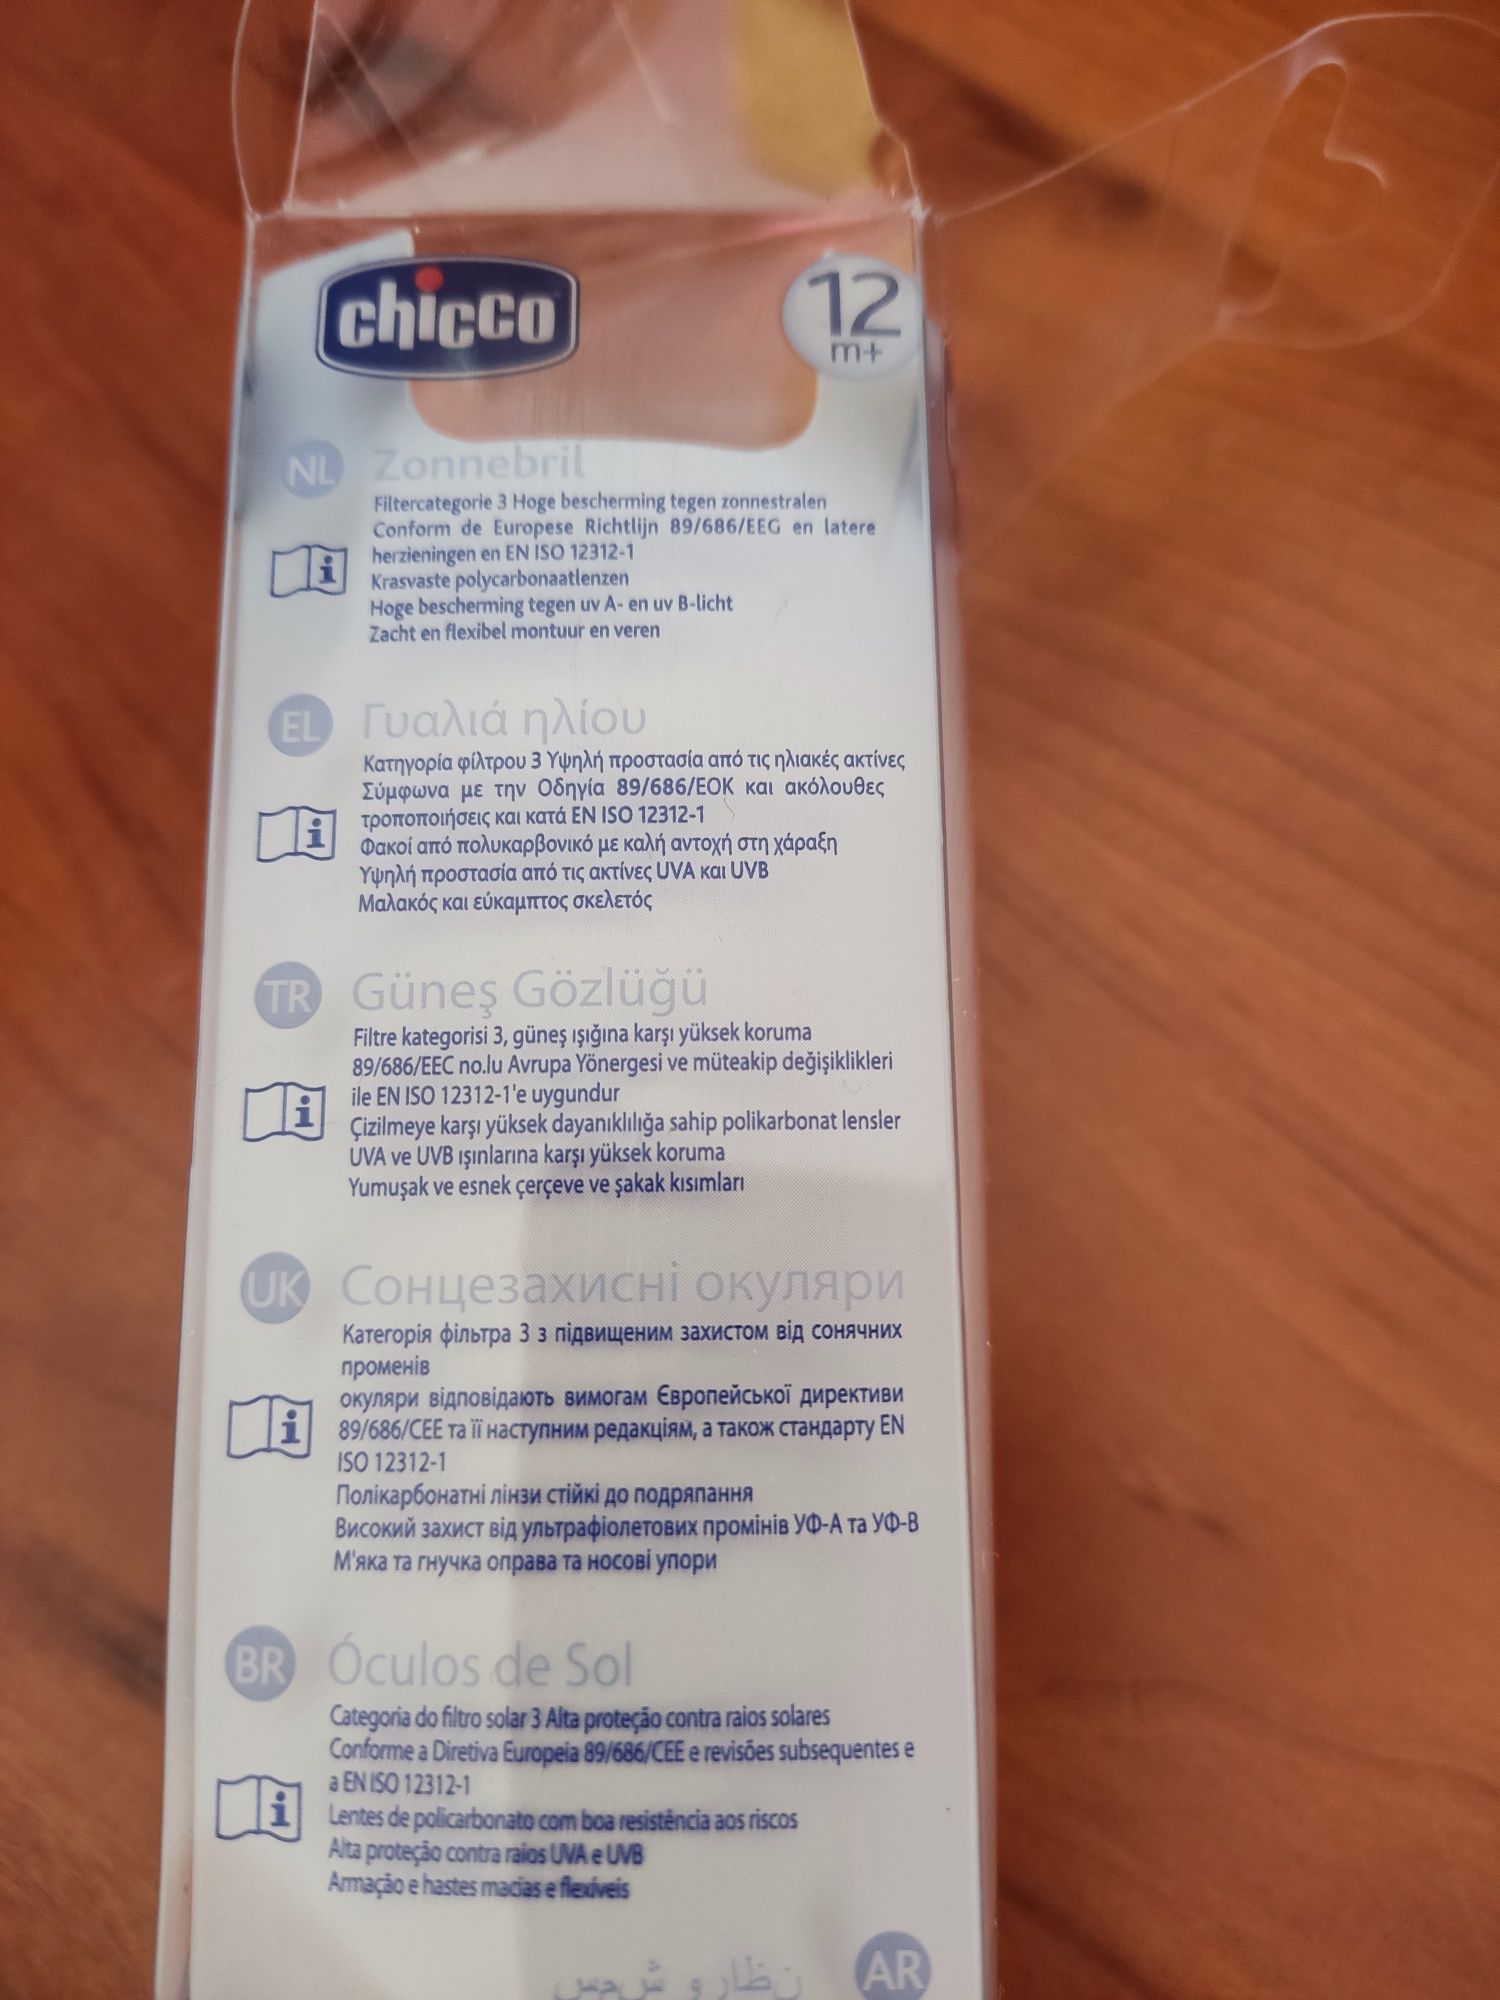 chicco
12
m+
NL Zonnebril
Filtercategorie 3 Hoge bescherming tegen zonnestralen
Conform de Europese Richtlijn 89/686/EEG en latere
herzieningen en EN ISO 12312-1
Krasvaste polycarbonaatlenzen
Hoge bescherming tegen uv A- en uv B-licht
Zacht en flexibel montuur en veren
EL Γυαλιά ηλίου
Κατηγορία φίλτρου 3 Υψηλή προστασία από τις ηλιακές ακτίνες
Σύμφωνα με την Οδηγία 89/686/ΕΟΚ και ακόλουθες
τροποποιήσεις και κατά EN ISO 12312-1
Φακοί από πολυκαρβονικό με καλή αντοχή στη χάραξη
Υψηλή προστασία από τις ακτίνες UVA και UVB
Μαλακός και εύκαμπτος σκελετός
TR Güneş Gözlüğü
Filtre kategorisi 3, güneş ışığına karşı yüksek koruma
89/686/EEC no.lu Avrupa Yönergesi ve müteakip değişiklikleri
ile EN ISO 12312-1'e uygundur
Çizilmeye karşı yüksek dayanıklılığa sahip polikarbonat lensler
UVA ve UVB ışınlarına karşı yüksek koruma
Yumuşak ve esnek çerçeve ve şakak kısımları
UK Сонцезахисні окуляри
Категорія фільтра 3 з підвищеним захистом від сонячних
променів
окуляри відповідають вимогам Європейської директиви
89/686/CEE та її наступним редакціям, а також стандарту EN
ISO 12312-1
Полікарбонатні лінзи стійкі до подряпання
Високий захист від ультрафіолетових промінів УФ-А та УФ-В
М'яка та гнучка оправа та носові упори
BR Óculos de Sol
Categoria do filtro solar 3 Alta proteção contra raios solares
Conforme a Diretiva Europeia 89/686/CEE e revisões subsequentes e
a EN ISO 12312-1
Lentes de policarbonato com boa resistência aos riscos
Alta proteção contra raios UVA e UVB
Armação e hastes macias e flexíveis
AR